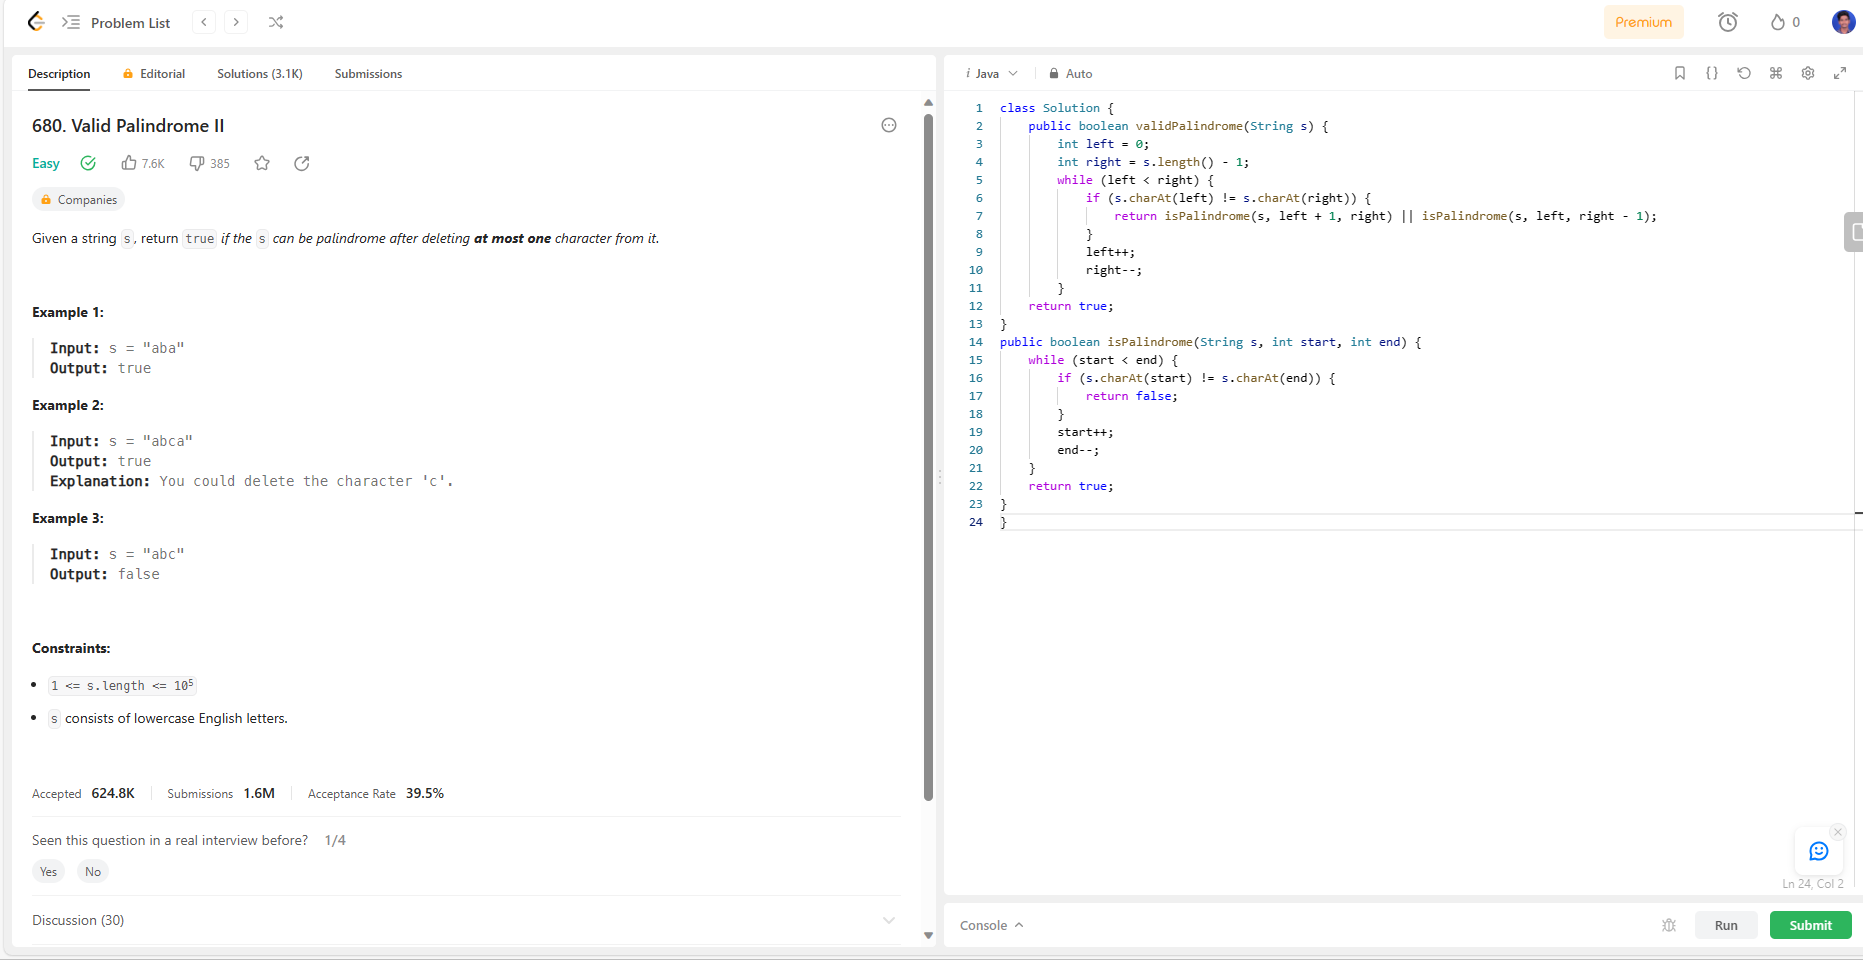 Problem List
Premium
0
Description Editorial Solutions (3.1K) Submissions
680. Valid Palindrome II
Easy 7.6K 385
Companies
Given a string s, return true if the s can be palindrome after deleting at most one character from it.
Example 1:
Input: s = "aba"
Output: true
Example 2:
Input: s = "abca"
Output: true
Explanation: You could delete the character 'c'.
Example 3:
Input: s = "abc"
Output: false
Constraints:
1 <= s.length <= 10⁵
s consists of lowercase English letters.
Accepted 624.8K Submissions 1.6M Acceptance Rate 39.5%
Seen this question in a real interview before? 1/4
Yes No
Discussion (30)
i Java Auto
{}
1 class Solution {
2     public boolean validPalindrome(String s) {
3         int left = 0;
4         int right = s.length() - 1;
5         while (left < right) {
6             if (s.charAt(left) != s.charAt(right)) {
7                 return isPalindrome(s, left + 1, right) || isPalindrome(s, left, right - 1);
8             }
9             left++;
10             right--;
11         }
12     return true;
13 }
14 public boolean isPalindrome(String s, int start, int end) {
15     while (start < end) {
16         if (s.charAt(start) != s.charAt(end)) {
17             return false;
18         }
19         start++;
20         end--;
21     }
22     return true;
23 }
24 }
Ln 24, Col 2
Console Run Submit